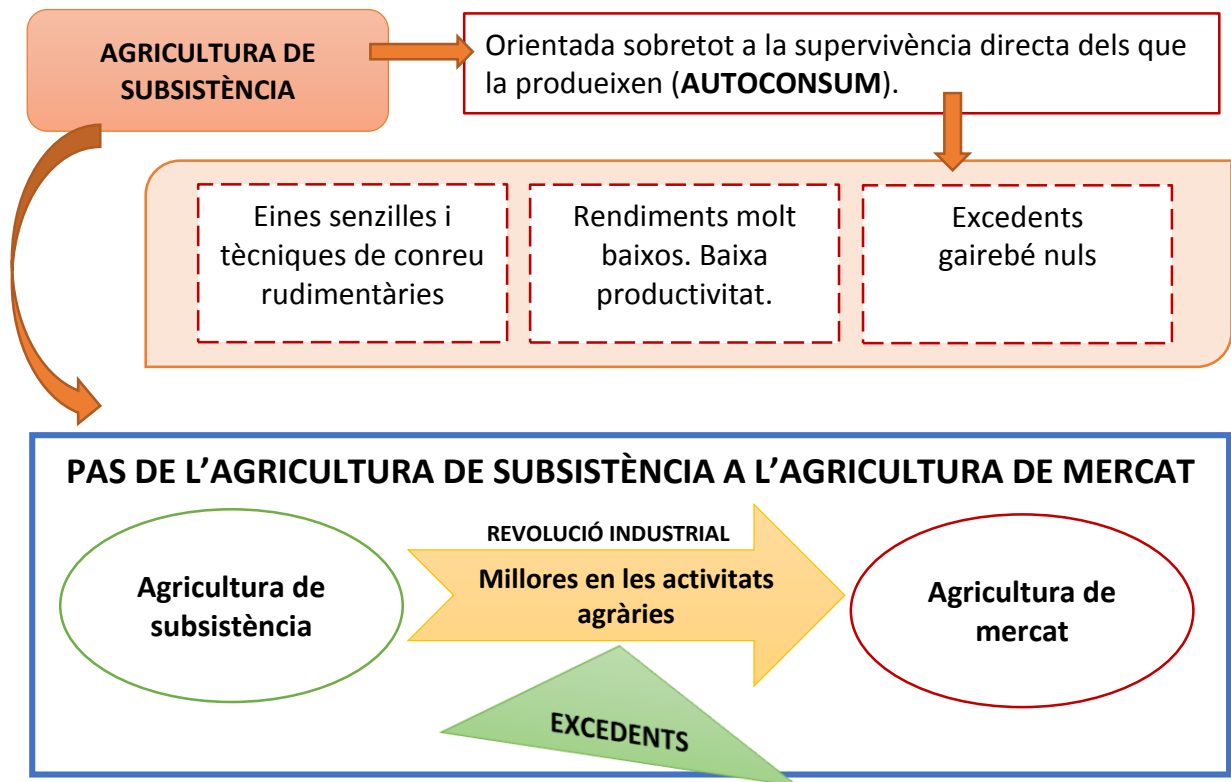 AGRICULTURA DE
SUBSISTÈNCIA
Orientada sobretot a la supervivència directa dels que
la produeixen (AUTOCONSUM).
Eines senzilles i
tècniques de conreu
rudimentàries
Rendiments molt
baixos. Baixa
productivitat.
Excedents
gairebé nuls
PAS DE L’AGRICULTURA DE SUBSISTÈNCIA A L’AGRICULTURA DE MERCAT
Agricultura de
subsistència
REVOLUCIÓ INDUSTRIAL
Millores en les activitats
agràries
Agricultura de
mercat
EXCEDENTS